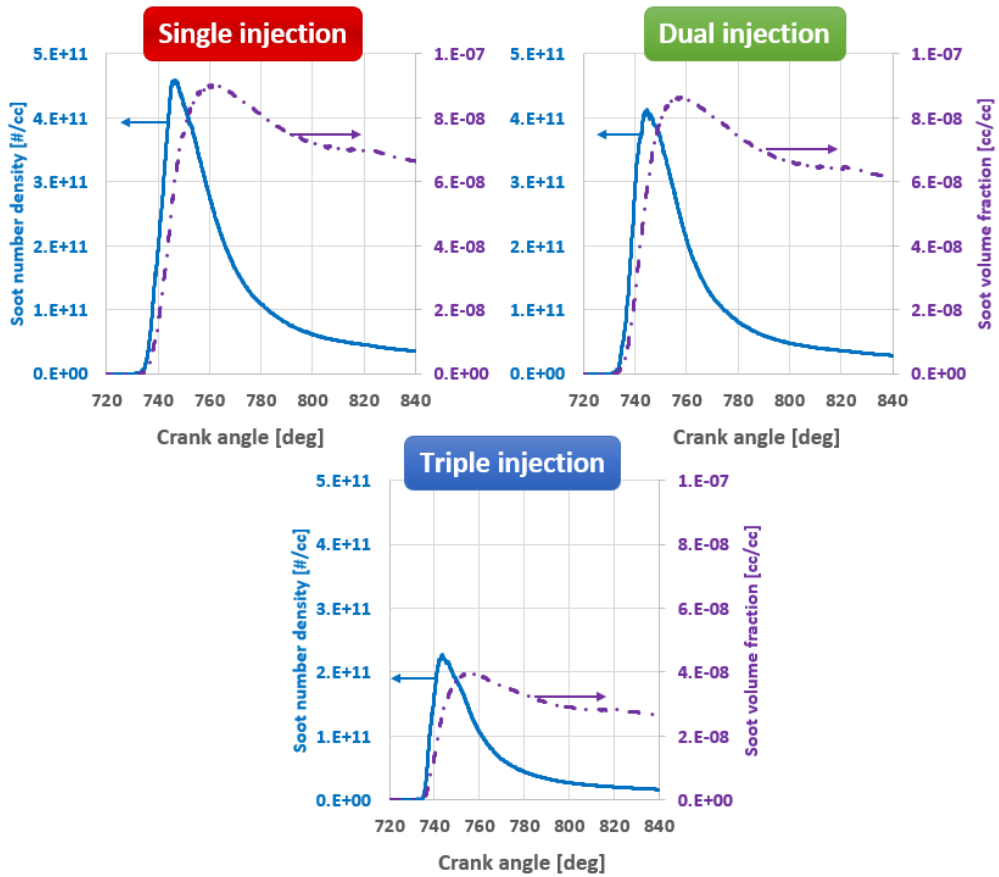 Single injection
5.E+11
4.E+11
3.E+11
2.E+11
1.E+11
0.E+00
Soot number density [#/cc]
1.E-07
8.E-08
6.E-08
4.E-08
2.E-08
0.E+00
Soot volume fraction [cc/cc]
720 740 760 780 800 820 840
Crank angle [deg]
Dual injection
5.E+11
4.E+11
3.E+11
2.E+11
1.E+11
0.E+00
Soot number density [#/cc]
1.E-07
8.E-08
6.E-08
4.E-08
2.E-08
0.E+00
Soot volume fraction [cc/cc]
720 740 760 780 800 820 840
Crank angle [deg]
Triple injection
5.E+11
4.E+11
3.E+11
2.E+11
1.E+11
0.E+00
Soot number density [#/cc]
1.E-07
8.E-08
6.E-08
4.E-08
2.E-08
0.E+00
Soot volume fraction [cc/cc]
720 740 760 780 800 820 840
Crank angle [deg]